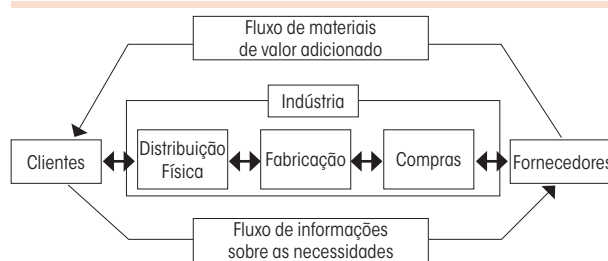 Fluxo de materiais
de valor adicionado
Indústria
Clientes
Distribuição
Física
Fabricação
Compras
Fornecedores
Fluxo de informações
sobre as necessidades